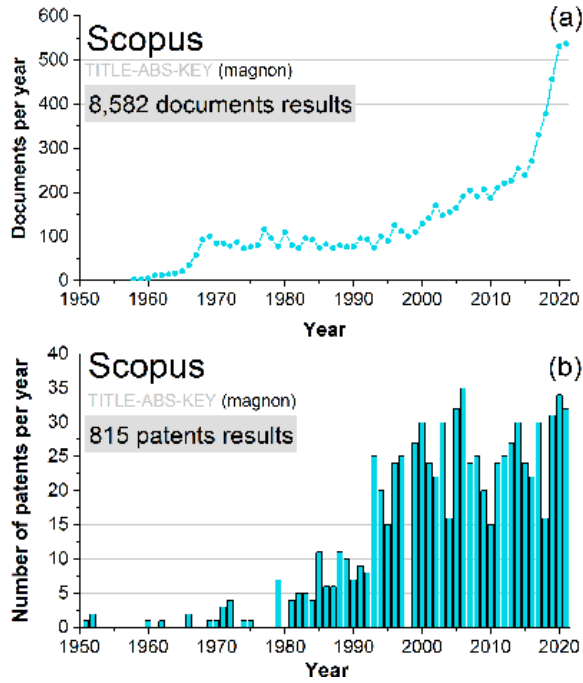 (a)
Scopus
TITLE-ABS-KEY (magnon)
8,582 documents results
Documents per year
600
500
400
300
200
100
0
1950 1960 1970 1980 1990 2000 2010 2020
Year
(b)
Scopus
TITLE-ABS-KEY (magnon)
815 patents results
Number of patents per year
40
35
30
25
20
15
10
5
0
1950 1960 1970 1980 1990 2000 2010 2020
Year